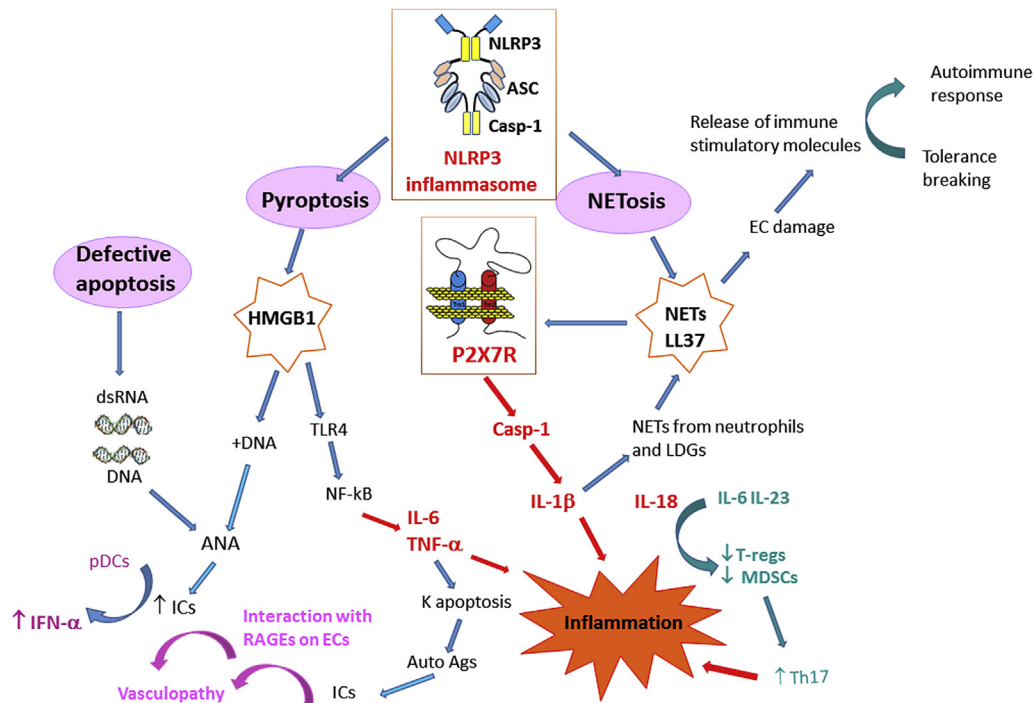 NLRP3
ASC
Casp-1
NLRP3
inflammasome
Autoimmune
response
Release of immune
stimulatory molecules
Tolerance
breaking
Pyroptosis
NETosis
EC damage
Defective
apoptosis
HMGB1
NETs
LL37
P2X7R
dsRNA
DNA
+DNA
TLR4
NF-kB
Casp-1
NETs from neutrophils
and LDGs
IL-1β
IL-18
IL-6 IL-23
IL-6
TNF-α
ANA
pDCs
↑ ICs
↑ IFN-α
↓T-regs
↓ MDSCs
K apoptosis
Inflammation
Interaction with
RAGEs on ECs
Auto Ags
↑Th17
Vasculopathy
ICs